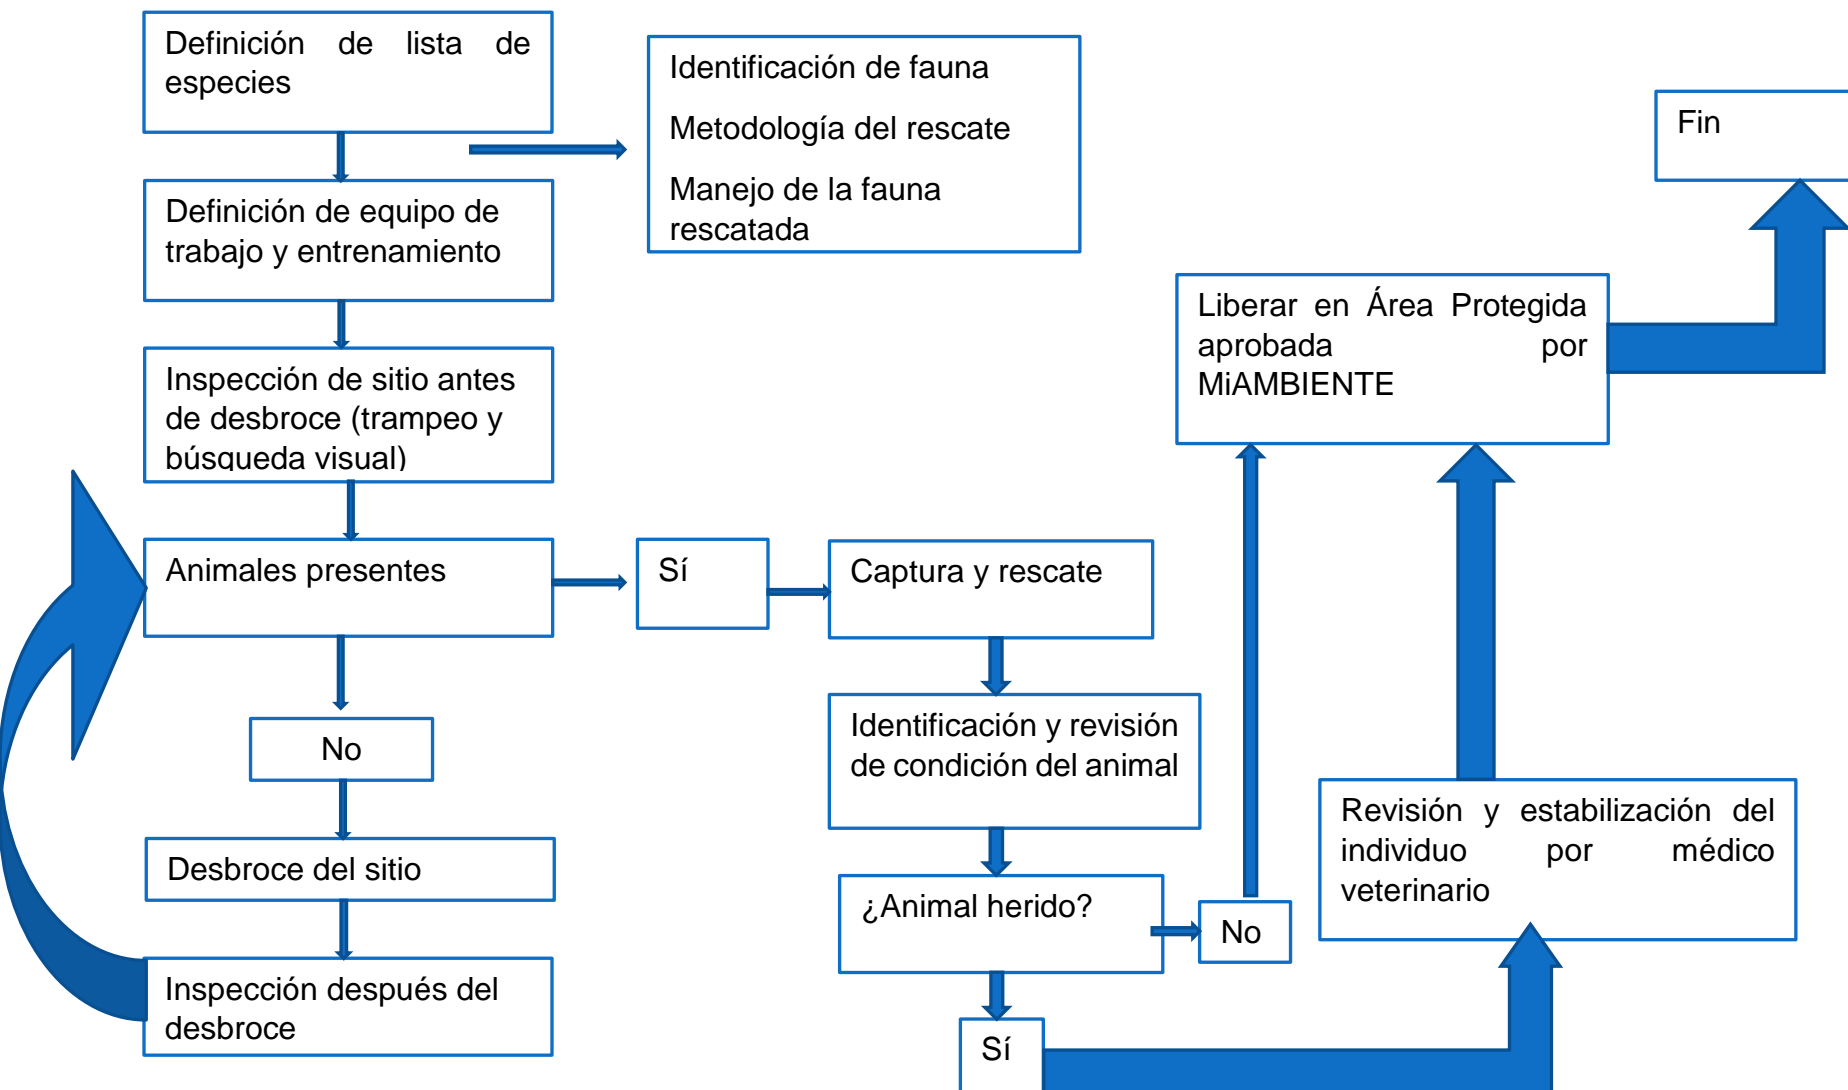 Definición de lista de
especies
Identificación de fauna
Metodología del rescate
Manejo de la fauna
rescatada
Fin
Definición de equipo de
trabajo y entrenamiento
Liberar en Área Protegida
aprobada por
MiAMBIENTE
Inspección de sitio antes
de desbroce (trampeo y
búsqueda visual)
Animales presentes
Sí
Captura y rescate
No
Identificación y revisión
de condición del animal
Revisión y estabilización del
individuo por médico
veterinario
Desbroce del sitio
¿Animal herido?
No
Inspección después del
desbroce
Sí